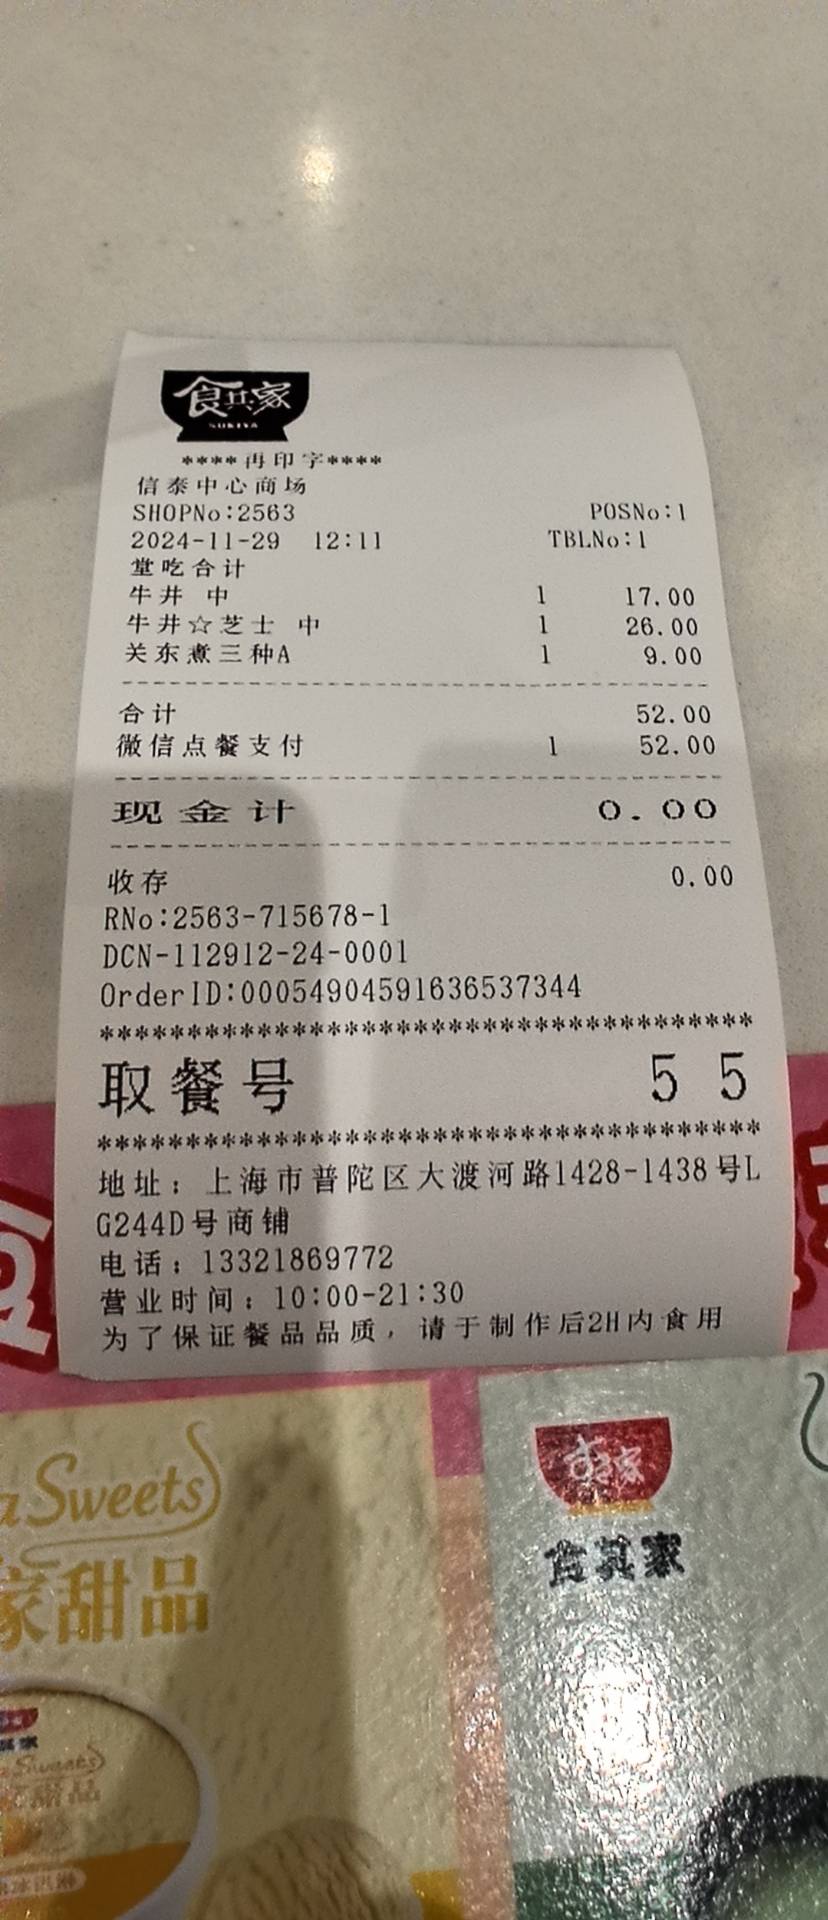 食其家
SUKIYA
****再印字****
信泰中心商场
SHOPNo:2563 POSNo:1
2024-11-29 12:11 TBLNo:1
堂吃合计
牛丼 中 1 17.00
牛丼☆芝士 中 1 26.00
关东煮三种A 1 9.00
合计 52.00
微信点餐支付 1 52.00
现金计 0.00
收存 0.00
RNo:2563-715678-1
DCN-112912-24-0001
OrderID:00054904591636537344
****************************************
取餐号 55
****************************************
地址：上海市普陀区大渡河路1428-1438号L
G244D号商铺
电话：13321869772
营业时间：10:00-21:30
为了保证餐品品质，请于制作后2H内食用
a Sweets
家甜品
すき家
食其家